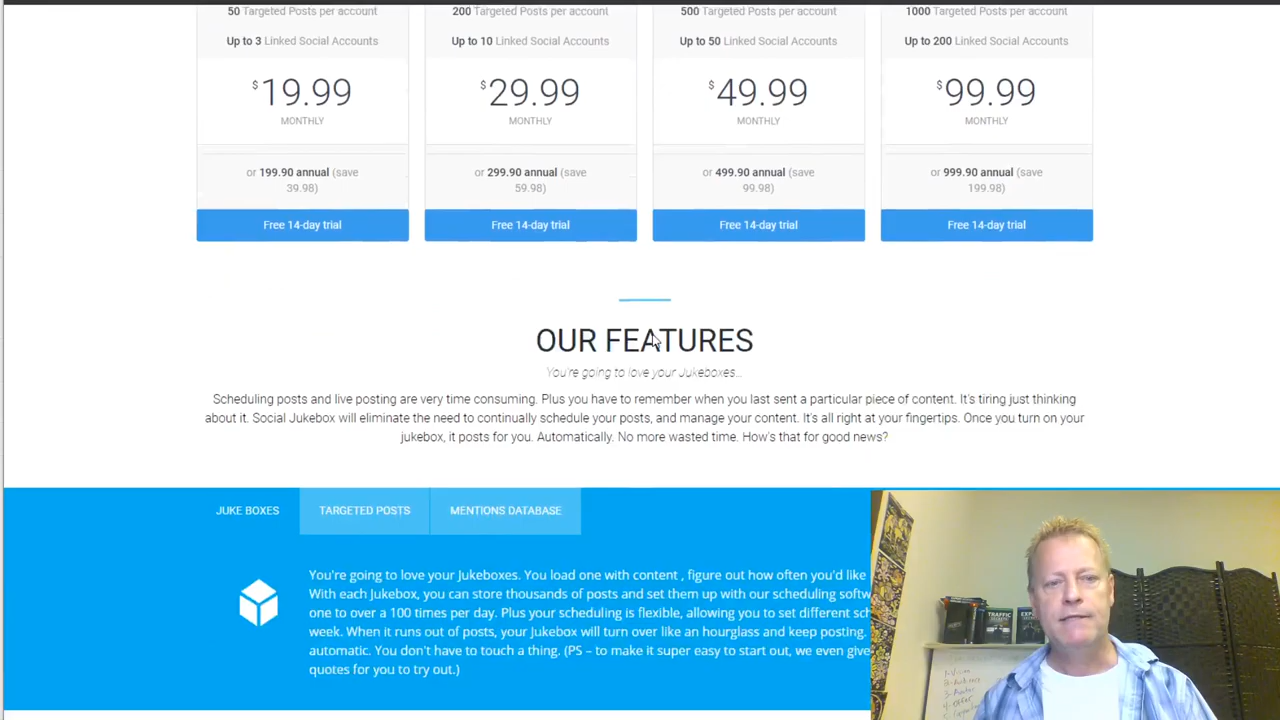 50 Targeted Posts per account
200 Targeted Posts per account
500 Targeted Posts per account
1000 Targeted Posts per account
Up to 3 Linked Social Accounts
Up to 10 Linked Social Accounts
Up to 50 Linked Social Accounts
Up to 200 Linked Social Accounts
$19.99
$29.99
$49.99
$99.99
MONTHLY
MONTHLY
MONTHLY
MONTHLY
or 199.90 annual (save
39.98)
or 299.90 annual (save
59.98)
or 499.90 annual (save
99.98)
or 999.90 annual (save
199.98)
Free 14-day trial
Free 14-day trial
Free 14-day trial
Free 14-day trial
OUR FEATURES
You're going to love your Jukeboxes...
Scheduling posts and live posting are very time consuming. Plus you have to remember when you last sent a particular piece of content. It's tiring just thinking
about it. Social Jukebox will eliminate the need to continually schedule your posts, and manage your content. It's all right at your fingertips. Once you turn on your
jukebox, it posts for you. Automatically. No more wasted time. How's that for good news?
JUKE BOXES
TARGETED POSTS
MENTIONS DATABASE
You're going to love your Jukeboxes. You load one with content , figure out how often you'd like
With each Jukebox, you can store thousands of posts and set them up with our scheduling softw
one to over a 100 times per day. Plus your scheduling is flexible, allowing you to set different sch
week. When it runs out of posts, your Jukebox will turn over like an hourglass and keep posting.
automatic. You don't have to touch a thing. (PS – to make it super easy to start out, we even give
quotes for you to try out.)
TRAFFIC